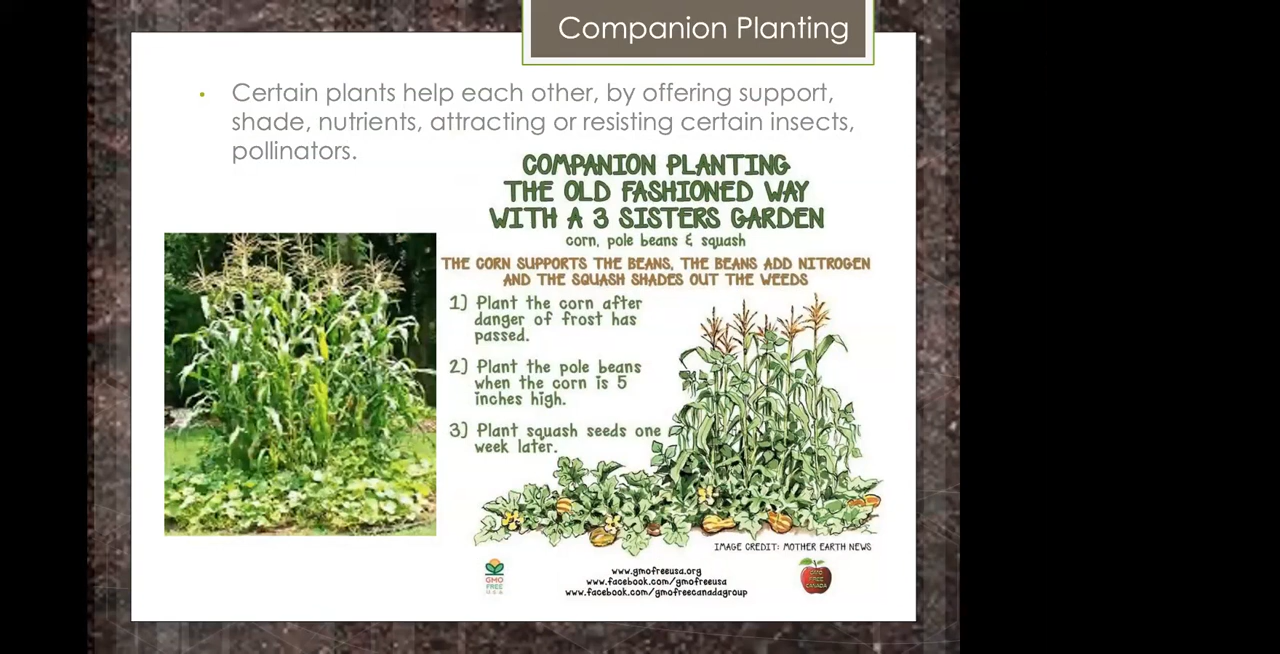 Companion Planting
• Certain plants help each other, by offering support,
shade, nutrients, attracting or resisting certain insects,
pollinators.
COMPANION PLANTING
THE OLD FASHIONED WAY
WITH A 3 SISTERS GARDEN
corn, pole beans & squash
THE CORN SUPPORTS THE BEANS, THE BEANS ADD NITROGEN
AND THE SQUASH SHADES OUT THE WEEDS
1) Plant the corn after
danger of frost has
passed.
2) Plant the pole beans
when the corn is 5
inches high.
3) Plant squash seeds one
week later.
IMAGE CREDIT: MOTHER EARTH NEWS
GMO
FREE
USA
www.gmofreeusa.org
www.facebook.com/gmofreeusa
www.facebook.com/gmofreecanadagroup
GMO
FREE
CANADA